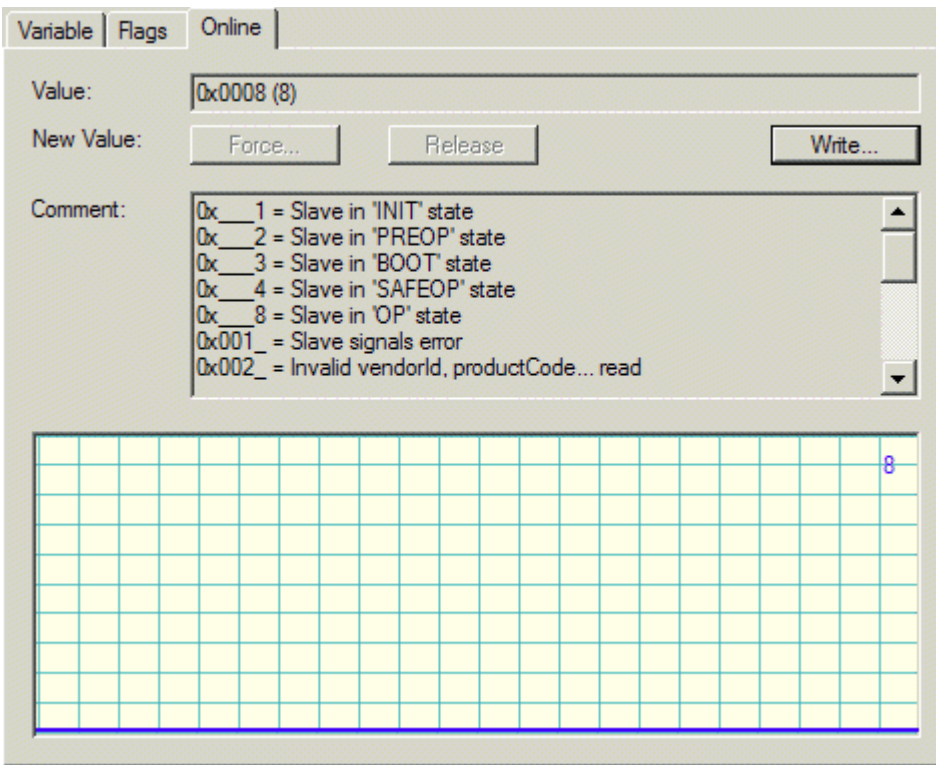 Variable Flags Online
Value: 0x0008 (8)
New Value: Force... Release Write...
Comment: 0x___1 = Slave in 'INIT' state
0x___2 = Slave in 'PREOP' state
0x___3 = Slave in 'BOOT' state
0x___4 = Slave in 'SAFEOP' state
0x___8 = Slave in 'OP' state
0x001_ = Slave signals error
0x002_ = Invalid vendorId, productCode... read
8